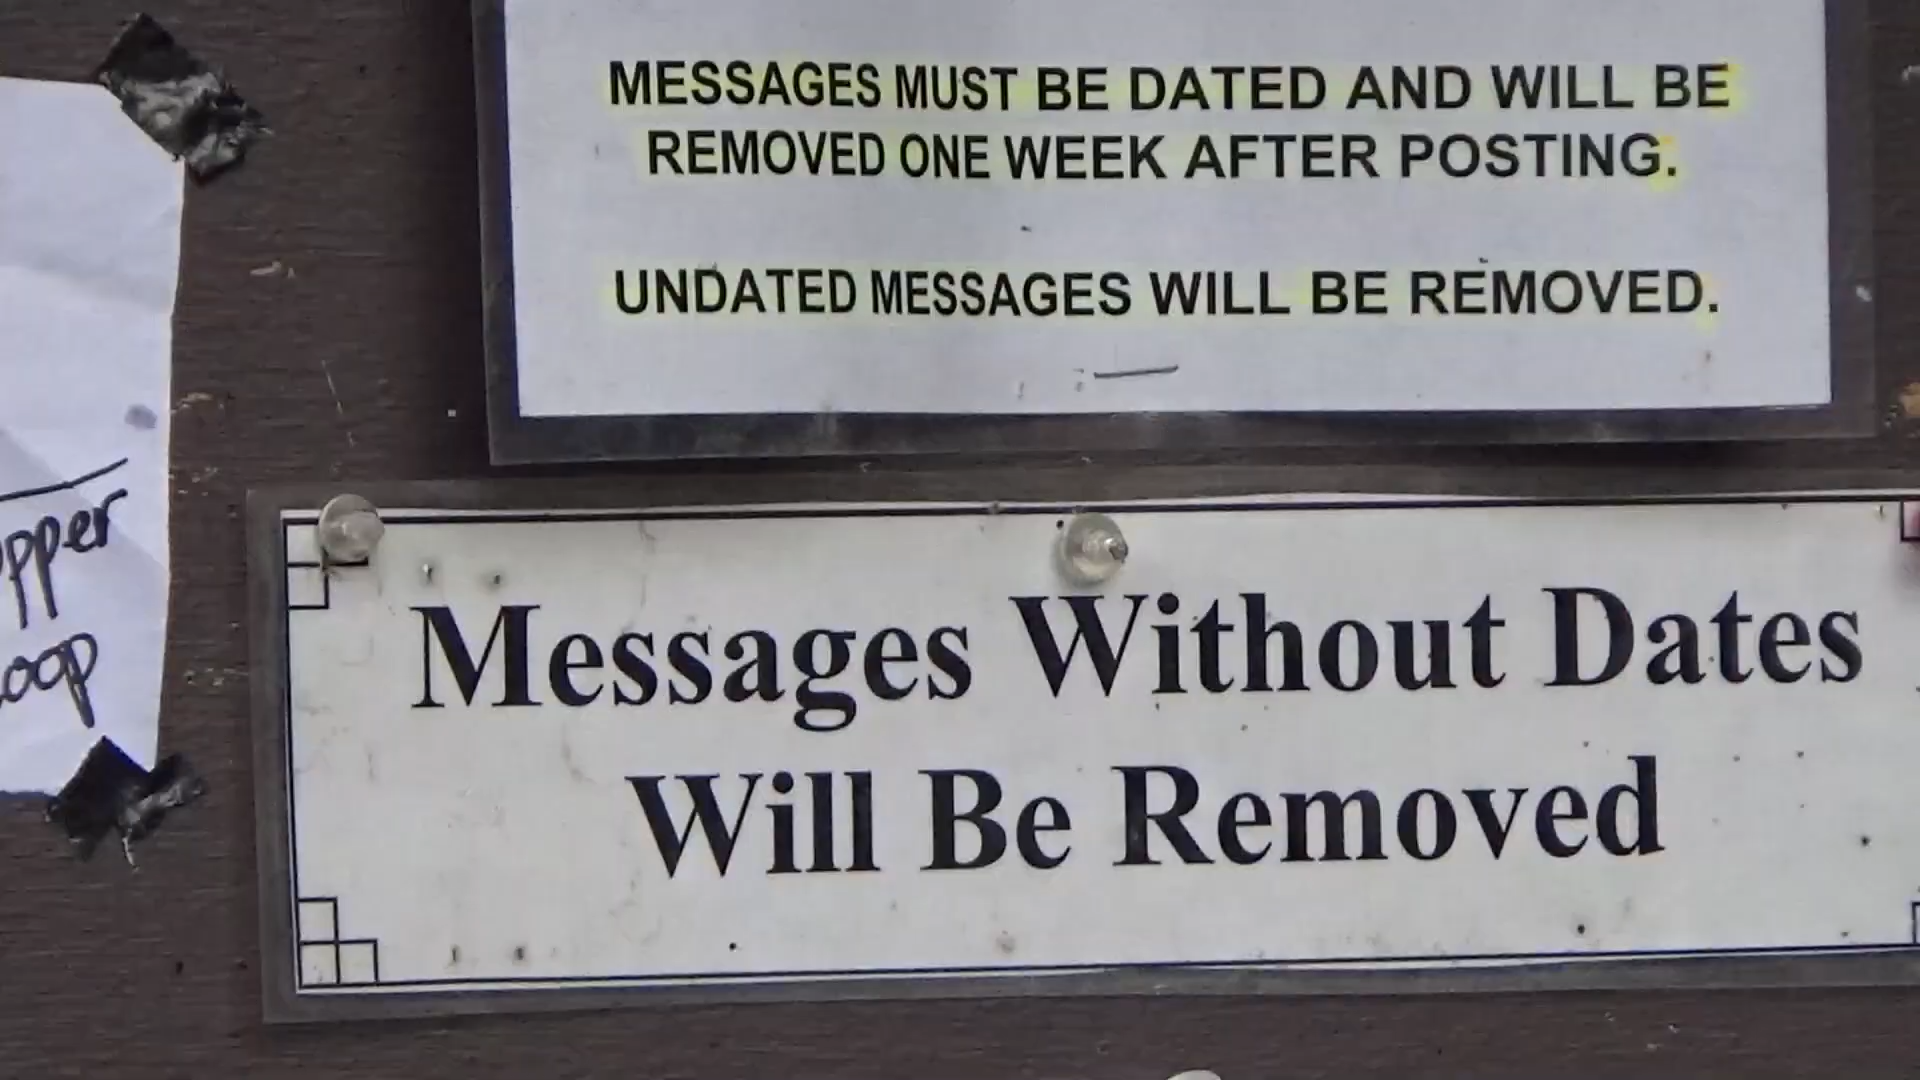 MESSAGES MUST BE DATED AND WILL BE
REMOVED ONE WEEK AFTER POSTING.
UNDATED MESSAGES WILL BE REMOVED.
Messages Without Dates
Will Be Removed